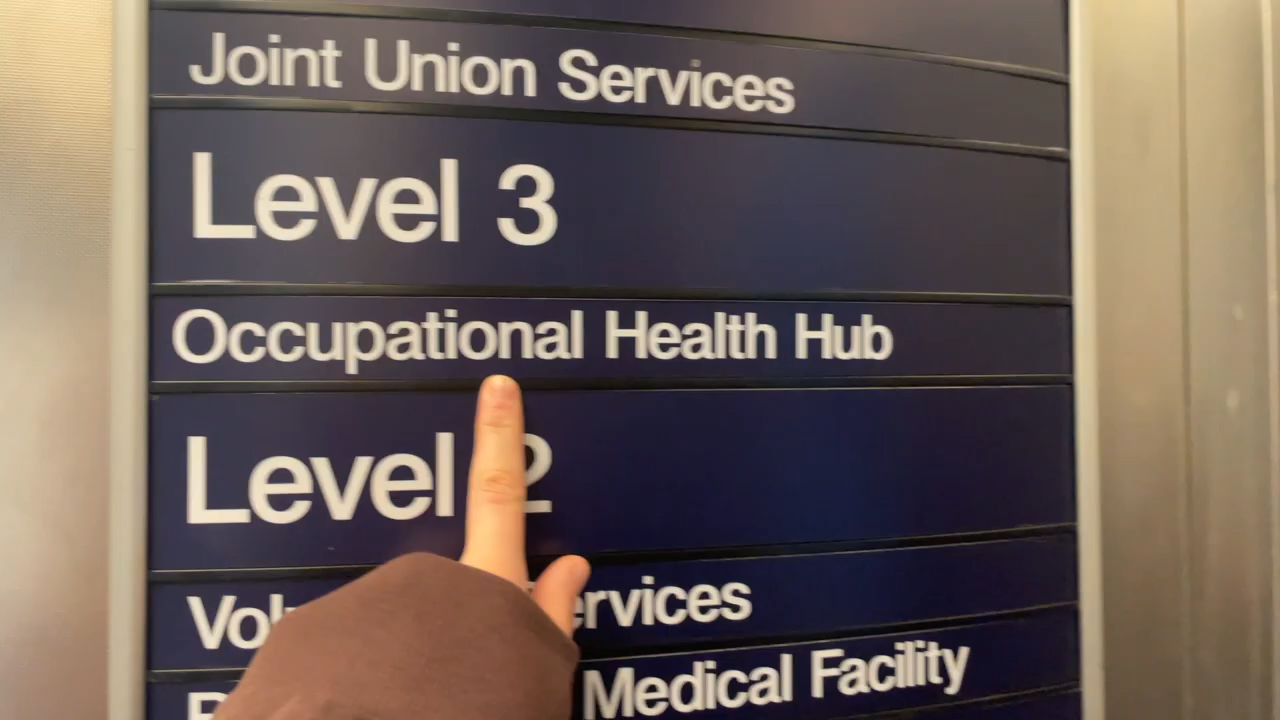 Joint Union Services
Level 3
Occupational Health Hub
Level 2
Medical Facility